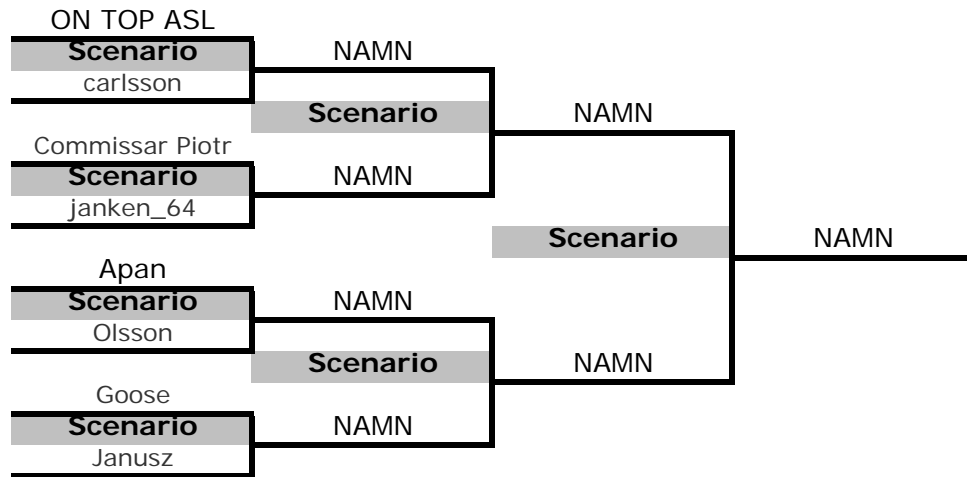 ON TOP ASL
Scenario
NAMN
carlsson
Scenario
NAMN
Commissar Piotr
Scenario
NAMN
janken_64
Scenario
NAMN
Apan
Scenario
NAMN
Olsson
Scenario
NAMN
Goose
Scenario
NAMN
Janusz